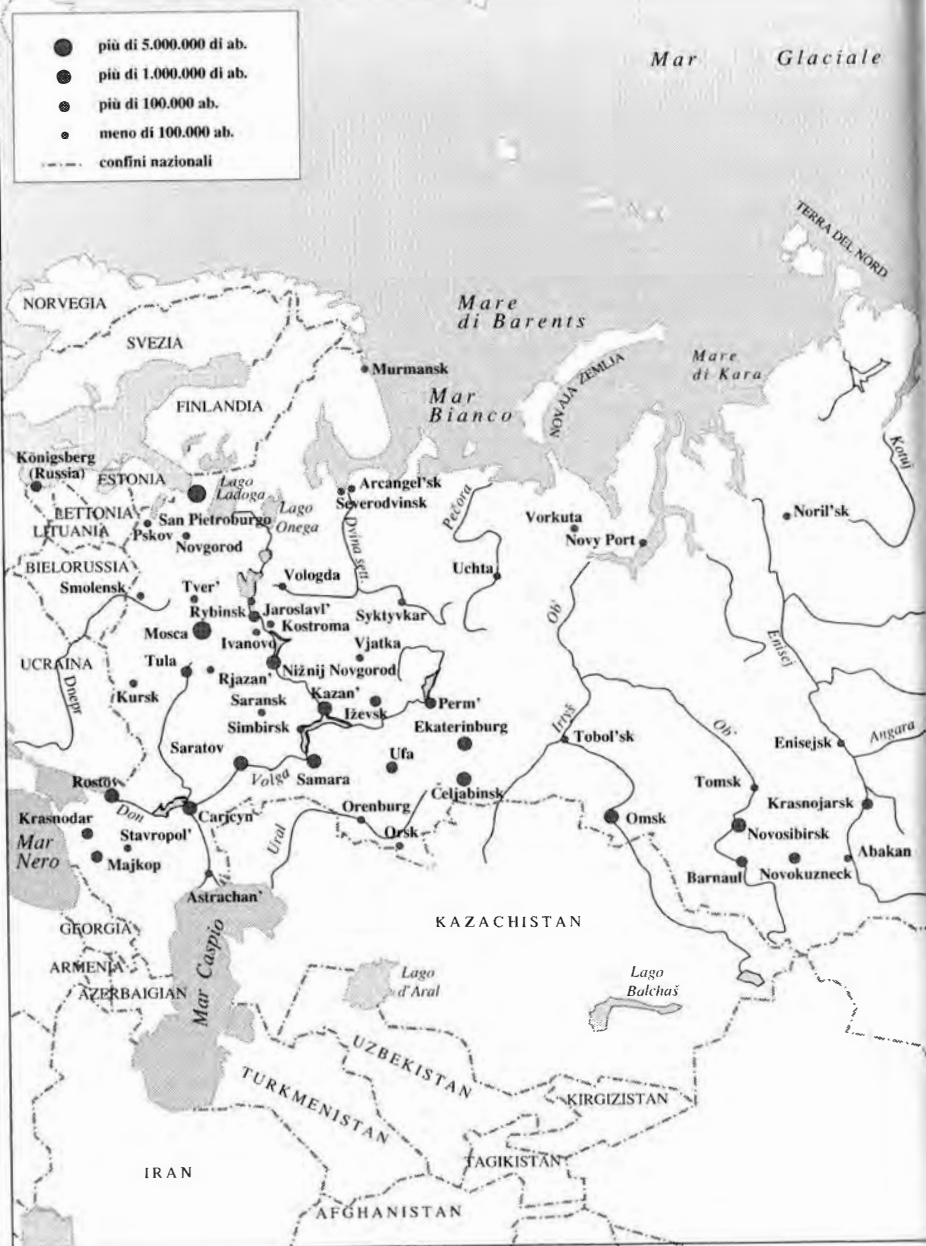 più di 5.000.000 di ab.
più di 1.000.000 di ab.
più di 100.000 ab.
meno di 100.000 ab.
confini nazionali
Mar Glaciale
TERRA DEL NORD
NORVEGIA
SVEZIA
FINLANDIA
Mare
di Barents
Mare
di Kara
NOVAJA ZEMLJA
Murmansk
Mar
Bianco
Kotuj
Königsberg
(Russia)
ESTONIA
Lago
Ladoga
Lago
Onega
Arcangel'sk
Severodvinsk
Pečora
Vorkuta
Noril'sk
LETTONIA
LITUANIA
San Pietroburgo
Pskov
Novgorod
Dvina sett.
Novy Port
BIELORUSSIA
Smolensk
Tver'
Vologda
Uchta
Rybinsk
Jaroslavl'
Kostroma
Syktyvkar
Ob'
Enisej
Mosca
Ivanovo
Vjatka
UCRAINA
Dnepr
Tula
Rjazan'
Nižnij Novgorod
Kursk
Saransk
Kazan'
Iževsk
Perm'
Simbirsk
Ekaterinburg
Irtyš
Tobol'sk
Ob'
Enisejsk
Angara
Saratov
Volga
Samara
Ufa
Celjabinsk
Tomsk
Rostov
Don
Caricyn
Ural
Orenburg
Orsk
Omsk
Krasnojarsk
Krasnodar
Stavropol'
Novosibirsk
Mar
Nero
Majkop
Barnaul
Novokuzneck
Abakan
Astrachan'
GEORGIA
KAZACHISTAN
ARMENIA
AZERBAIGIAN
Mar Caspio
Lago
d'Aral
Lago
Balchaš
UZBEKISTAN
TURKMENISTAN
KIRGIZISTAN
TAGIKISTAN
IRAN
AFGHANISTAN